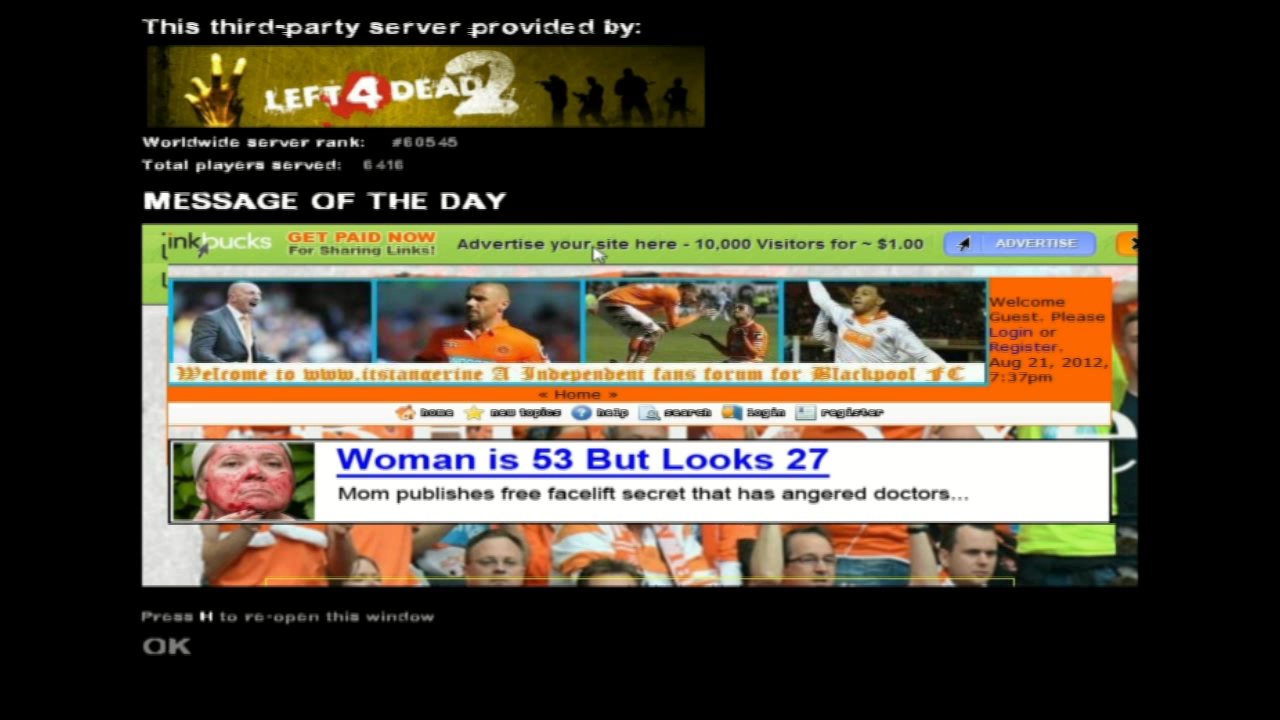 This third-party server provided by:
LEFT 4 DEAD 2
Worldwide server rank: #60545
Total players served: 6416
MESSAGE OF THE DAY
linkbucks GET PAID NOW For Sharing Links! Advertise your site here - 10,000 Visitors for ~ $1.00 ADVERTISE
Welcome
Guest. Please
Login or
Register.
Aug 21, 2012,
7:37pm
Welcome to www.itstangerine A Independent fans forum for Blackpool FC
« Home »
home new topics help search login register
Woman is 53 But Looks 27
Mom publishes free facelift secret that has angered doctors...
Press H to re-open this window
OK